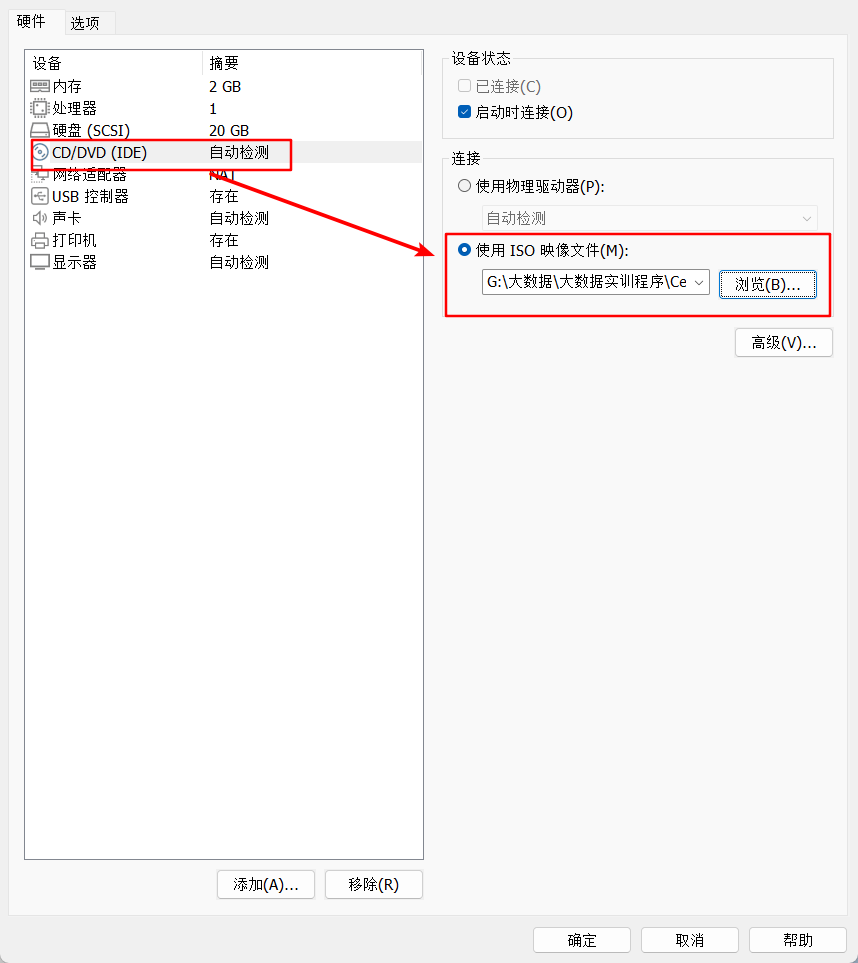 硬件 选项
设备 摘要
内存 2 GB
处理器 1
硬盘 (SCSI) 20 GB
CD/DVD (IDE) 自动检测
网络适配器 NAT
USB 控制器 存在
声卡 自动检测
打印机 存在
显示器 自动检测
添加(A)... 移除(R)
设备状态
已连接(C)
启动时连接(O)
连接
使用物理驱动器(P):
自动检测
使用 ISO 映像文件(M):
G:\大数据\大数据实训程序\Ce 浏览(B)...
高级(V)...
确定 取消 帮助